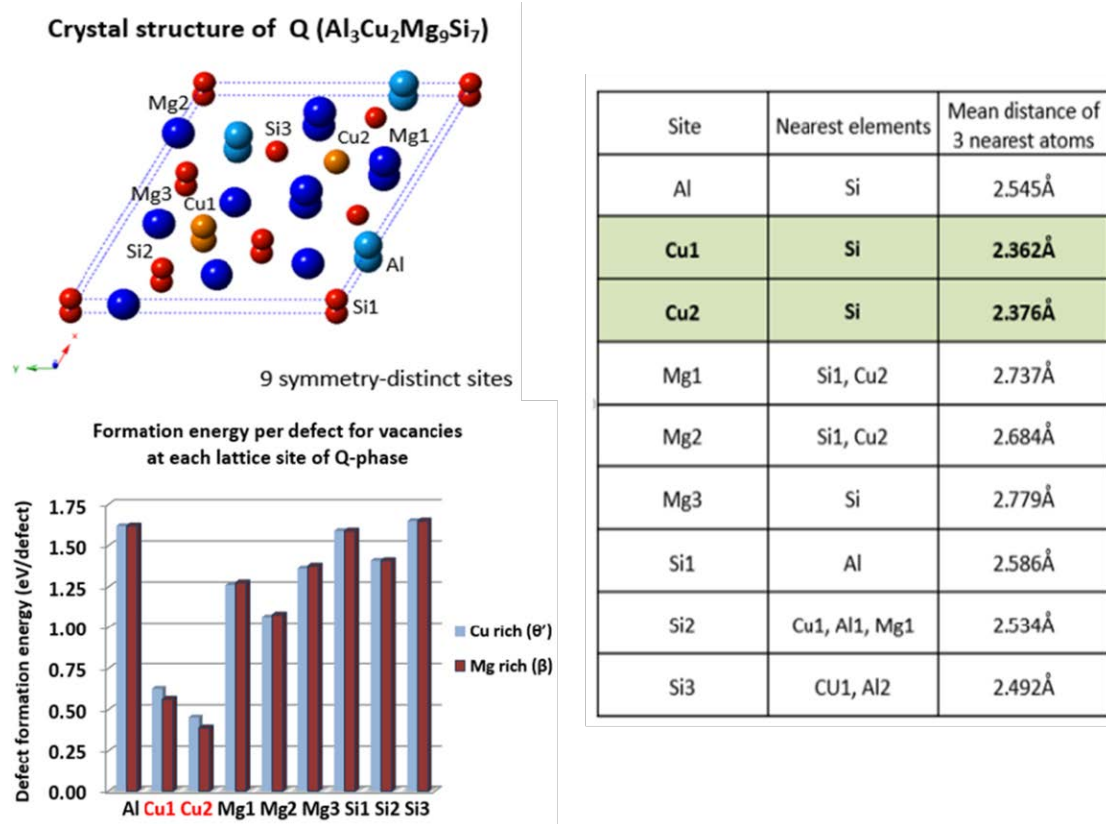 Crystal structure of Q (Al₃Cu₂Mg₉Si₇)
Mg2
Si3
Cu2
Mg1
Mg3
Cu1
Si2
Al
Si1
x
y
9 symmetry-distinct sites
Formation energy per defect for vacancies
at each lattice site of Q-phase
Defect formation energy (eV/defect)
1.75
1.50
1.25
1.00
0.75
0.50
0.25
0.00
Al Cu1 Cu2 Mg1 Mg2 Mg3 Si1 Si2 Si3
Cu rich (θ’)
Mg rich (β)
Site Nearest elements Mean distance of
3 nearest atoms
Al Si 2.545Å
Cu1 Si 2.362Å
Cu2 Si 2.376Å
Mg1 Si1, Cu2 2.737Å
Mg2 Si1, Cu2 2.684Å
Mg3 Si 2.779Å
Si1 Al 2.586Å
Si2 Cu1, Al1, Mg1 2.534Å
Si3 CU1, Al2 2.492Å